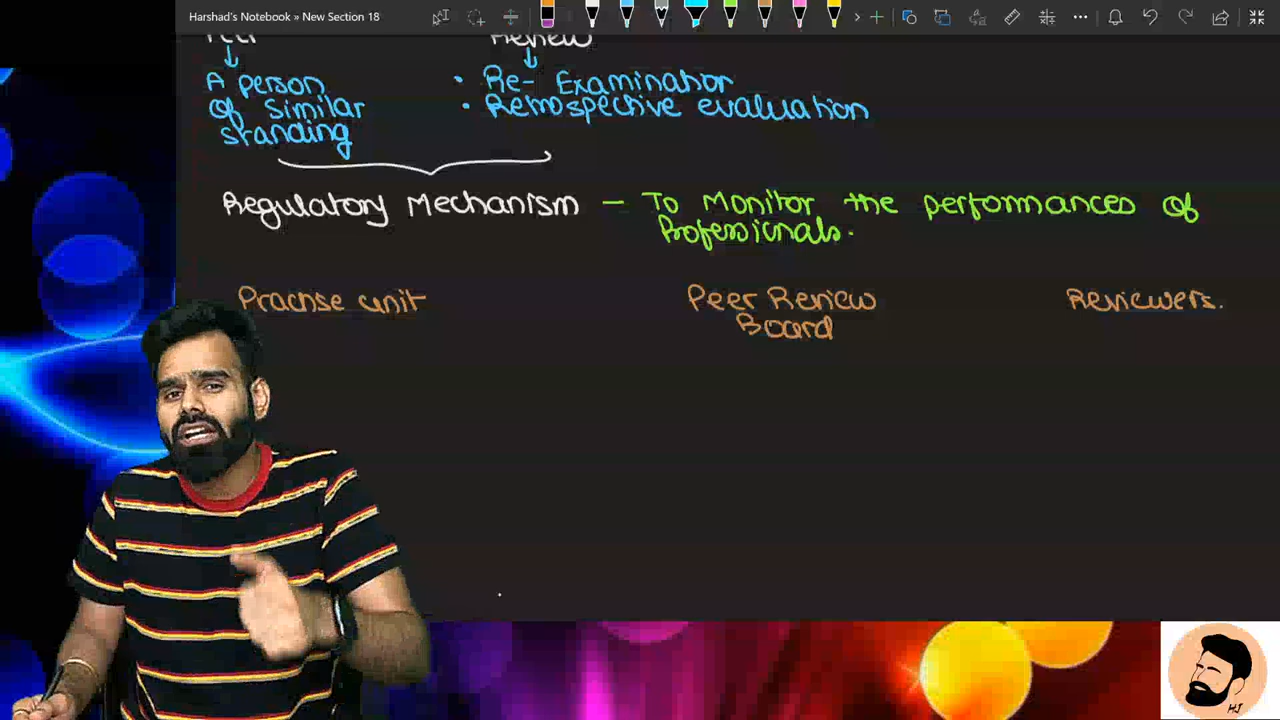 Harshad's Notebook » New Section 18
Peer Review
A person
of Similar
standing
• Re- Examination
• Retrospective evaluation
Regulatory Mechanism – To Monitor the performances of
Professionals.
Practise unit
Peer Review
Board
Reviewers.
HJ